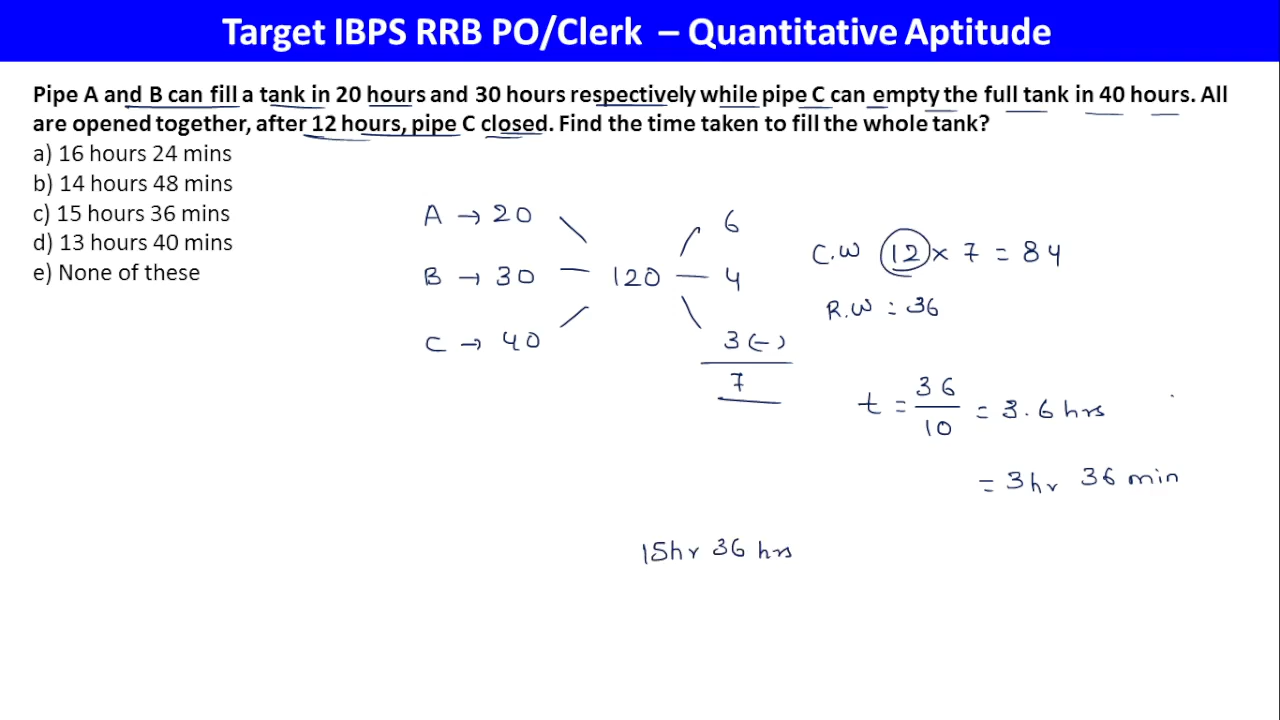 Target IBPS RRB PO/Clerk – Quantitative Aptitude
Pipe A and B can fill a tank in 20 hours and 30 hours respectively while pipe C can empty the full tank in 40 hours. All
are opened together, after 12 hours, pipe C closed. Find the time taken to fill the whole tank?
a) 16 hours 24 mins
b) 14 hours 48 mins
c) 15 hours 36 mins
d) 13 hours 40 mins
e) None of these
A → 20
B → 30
C → 40
120
6
4
3 (-)
7
C.W 12 × 7 = 84
R.W = 36
t = 36/10 = 3.6 hrs
= 3hr 36 min
15hr 36 hrs